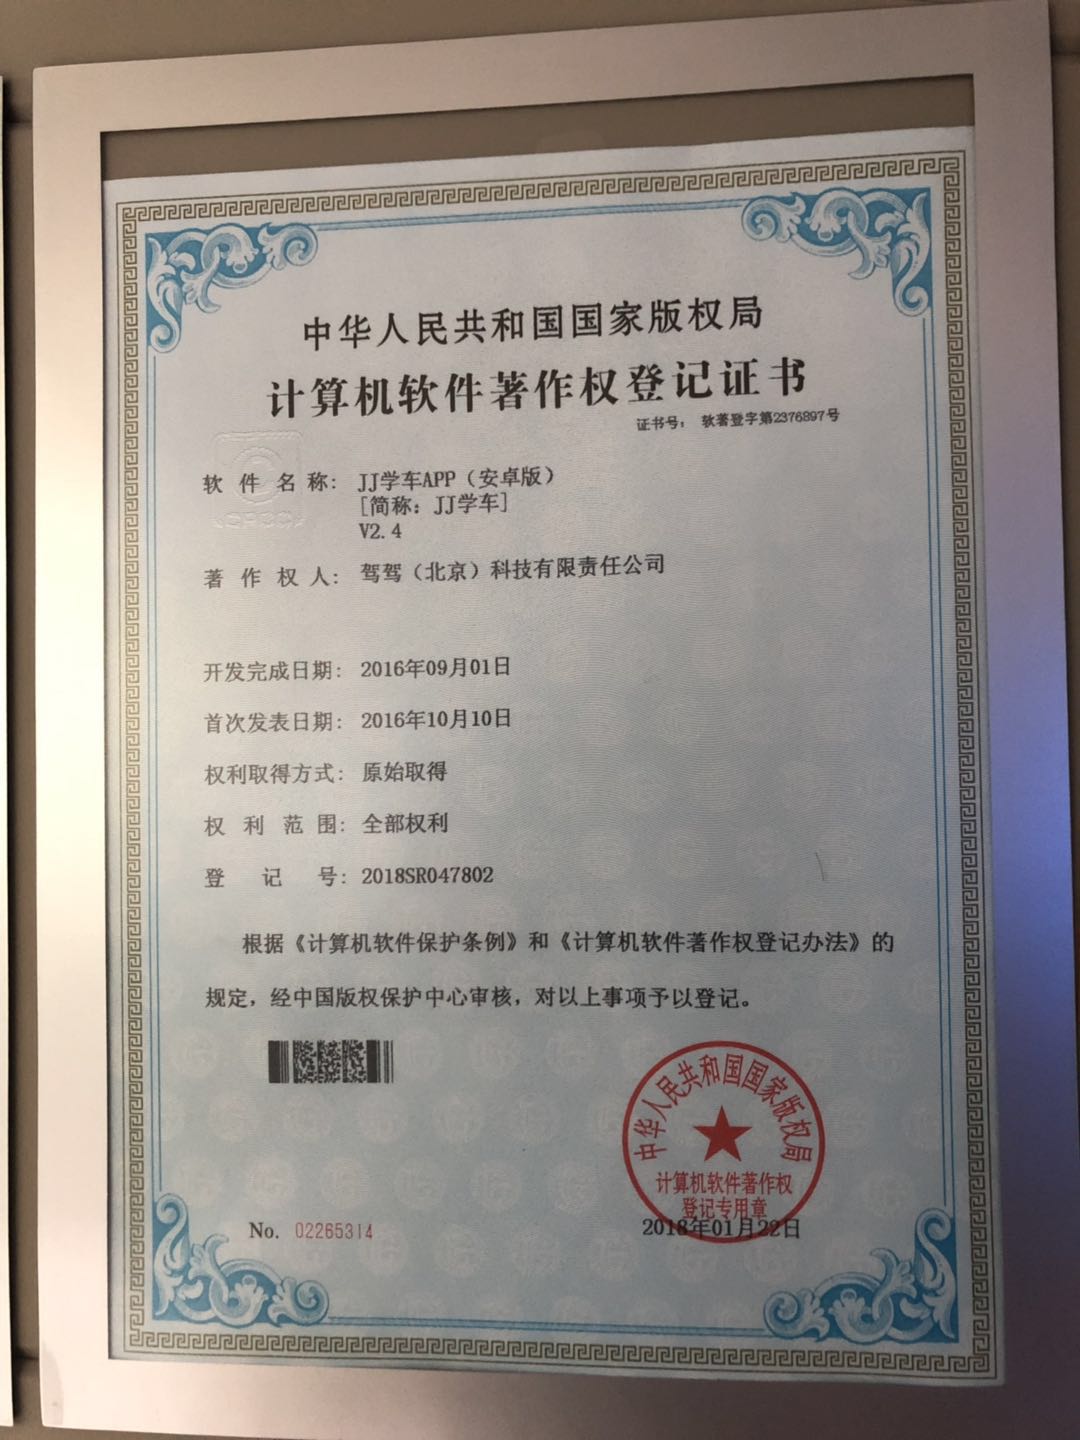 中华人民共和国国家版权局
计算机软件著作权登记证书
证书号： 软著登字第2376897号
软件名称： JJ学车APP（安卓版）
[简称：JJ学车]
V2.4
著作权人： 驾驾（北京）科技有限责任公司
开发完成日期： 2016年09月01日
首次发表日期： 2016年10月10日
权利取得方式： 原始取得
权利范围： 全部权利
登记号： 2018SR047802
根据《计算机软件保护条例》和《计算机软件著作权登记办法》的
规定，经中国版权保护中心审核，对以上事项予以登记。
中华人民共和国国家版权局
计算机软件著作权
登记专用章
No. 02265314
2018年01月22日